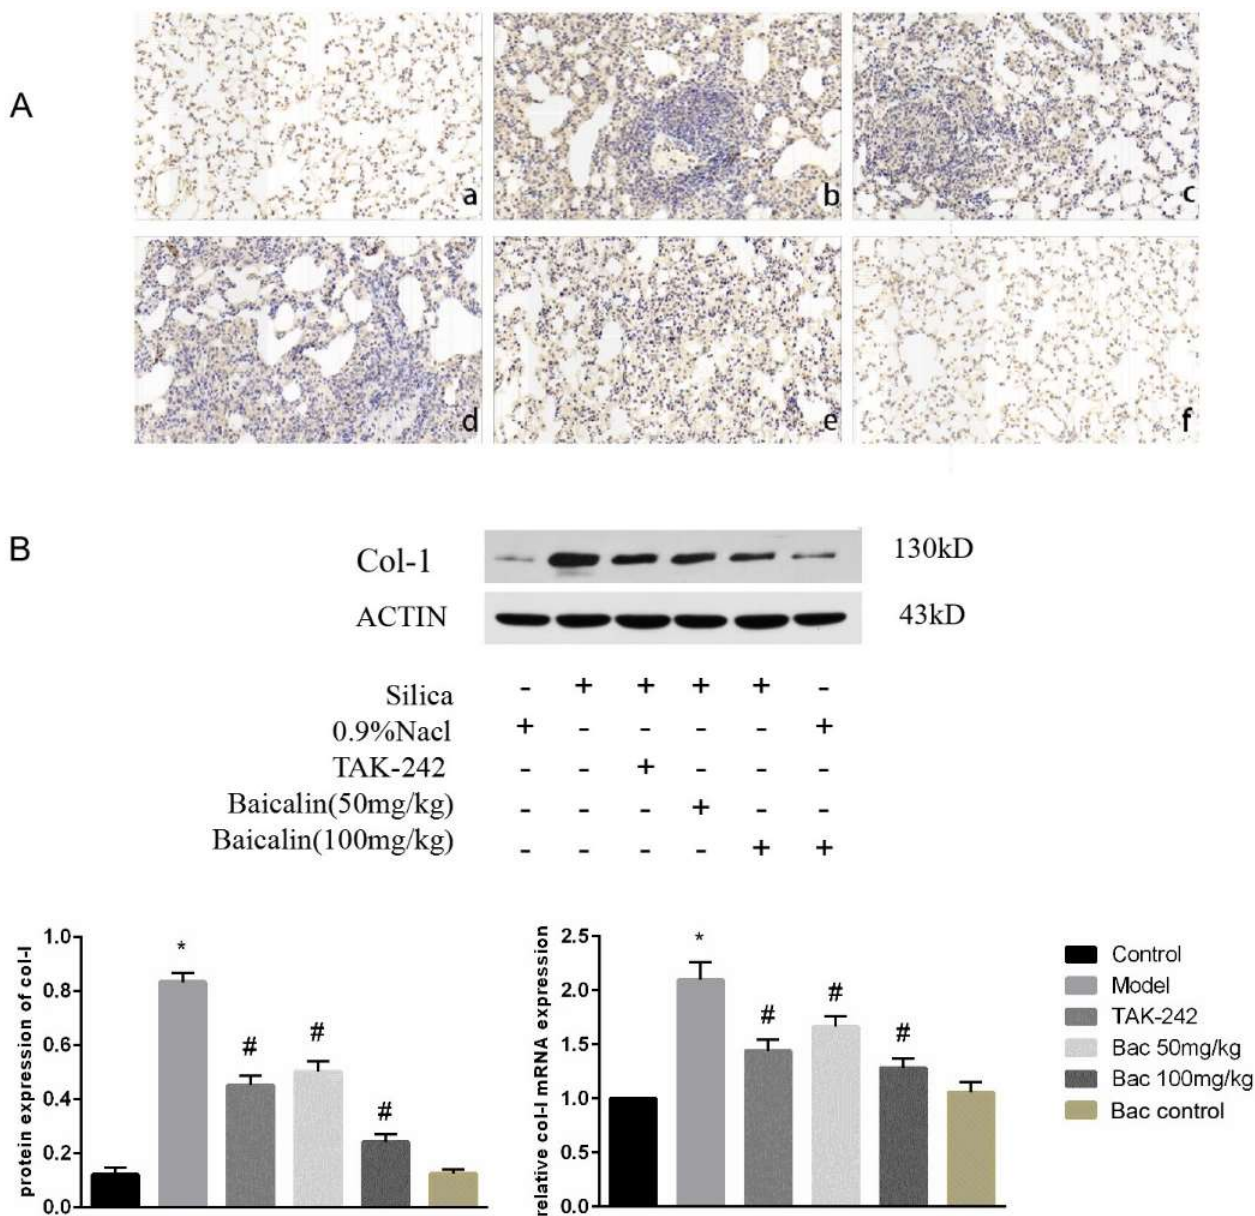 A
a
b
c
d
e
f
B
Col-1 130kD
ACTIN 43kD
Silica - + + + + -
0.9%Nacl + - - - - +
TAK-242 - - + - - -
Baicalin(50mg/kg) - - - + - -
Baicalin(100mg/kg) - - - - + +
protein expression of col-I
1.0
0.8
0.6
0.4
0.2
0.0
*
#
#
#
relative col-I mRNA expression
2.5
2.0
1.5
1.0
0.5
0.0
*
#
#
#
Control
Model
TAK-242
Bac 50mg/kg
Bac 100mg/kg
Bac control